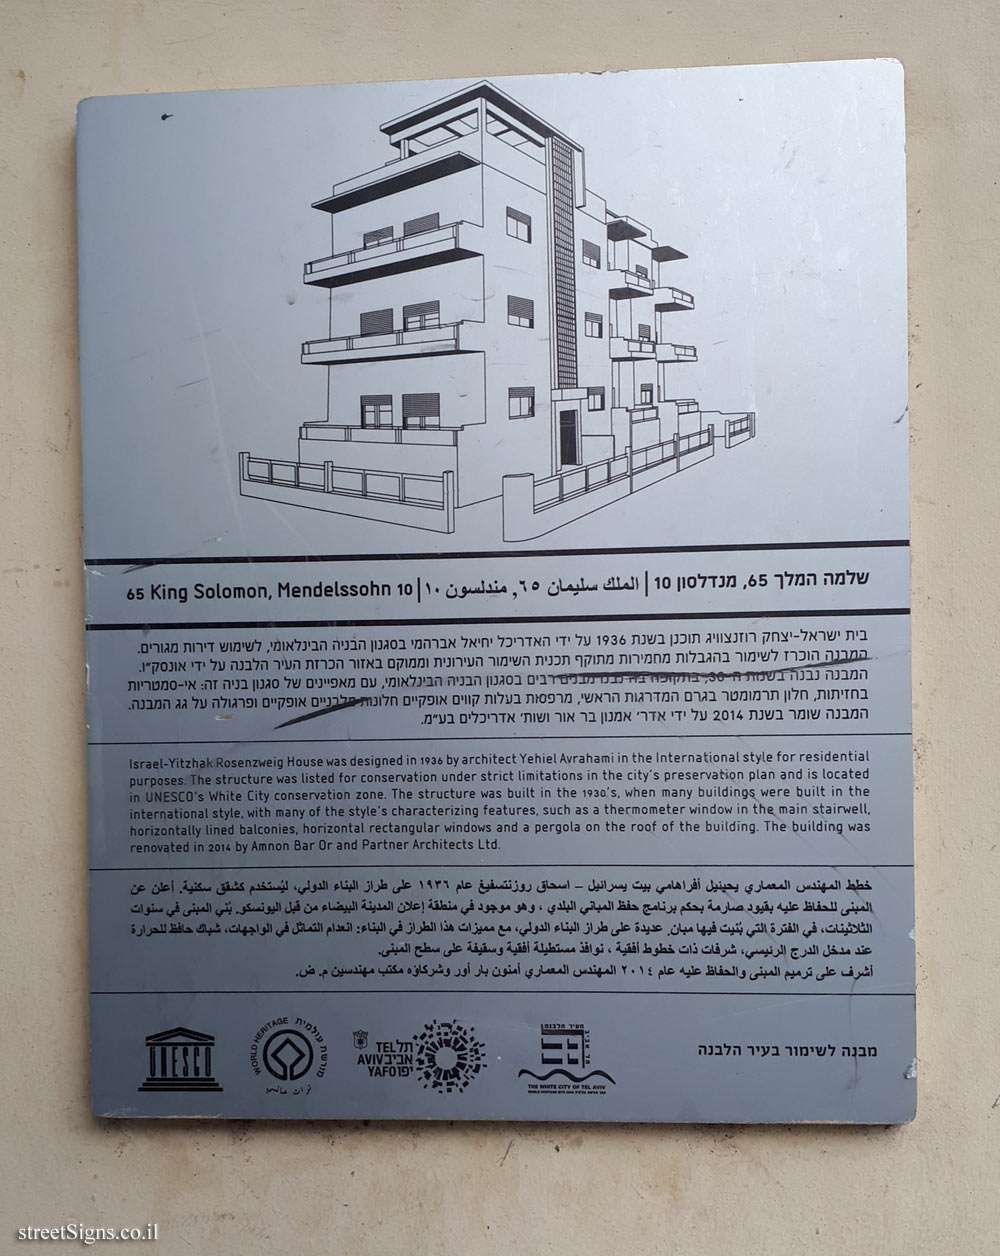 שלמה המלך 65, מנדלסון 10 | الملك سليمان ٦٥, مندلسون ١٠ | 65 King Solomon, Mendelssohn 10
בית ישראל-יצחק רוזנצוויג תוכנן בשנת 1936 על ידי האדריכל יחיאל אברהמי בסגנון הבניה הבינלאומי, לשימוש דירות מגורים.
המבנה הוכרז לשימור בהגבלות מחמירות מתוקף תכנית השימור העירונית וממוקם באזור הכרזת העיר הלבנה על ידי אונסק"ו.
המבנה נבנה בשנות ה-30, בתקופה בה נבנו מבנים רבים בסגנון הבניה הבינלאומי, עם מאפיינים של סגנון בניה זה: אי-סמטריות
בחזיתות, חלון תרמומטר בגרם המדרגות הראשי, מרפסות בעלות קווים אופקיים חלונות מלבניים אופקיים ופרגולה על גג המבנה.
המבנה שומר בשנת 2014 על ידי אדר' אמנון בר אור ושות' אדריכלים בע"מ.
Israel-Yitzhak Rosenzweig House was designed in 1936 by architect Yehiel Avrahami in the International style for residential
purposes. The structure was listed for conservation under strict limitations in the city's preservation plan and is located
in UNESCO's White City conservation zone. The structure was built in the 1930's, when many buildings were built in the
international style, with many of the style's characterizing features, such as a thermometer window in the main stairwell,
horizontally lined balconies, horizontal rectangular windows and a pergola on the roof of the building. The building was
renovated in 2014 by Amnon Bar Or and Partner Architects Ltd.
خطط المهندس المعماري يحيئيل أفراهامي بيت يسرائيل – اسحاق روزنتسفيغ عام ١٩٣٦ على طراز البناء الدولي، ليُستخدم كشقق سكنية. أعلن عن
المبنى للحفاظ عليه بقيود صارمة بحكم برنامج حفظ المباني البلدي ، وهو موجود في منطقة إعلان المدينة البيضاء من قبل اليونسكو. بُني المبنى في سنوات
الثلاثينات، في الفترة التي بُنيت فيها مبان عديدة على طراز البناء الدولي، مع مميزات هذا الطراز في البناء: انعدام التماثل في الواجهات، شباك حافظ للحرارة
عند مدخل الدرج الرئيسي، شرفات ذات خطوط أفقية ، نوافذ مستطيلة أفقية وسقيفة على سطح المبنى.
أشرف على ترميم المبنى والحفاظ عليه عام ٢٠١٤ المهندس المعماري أمنون بار أور وشركاؤه مكتب مهندسين م. ض.
מבנה לשימור בעיר הלבנה
העיר הלבנה
THE WHITE CITY OF TEL AVIV
TEL AVIV YAFO
תל אביב יפו
WORLD HERITAGE
מורשת עולמית
UNESCO
streetSigns.co.il